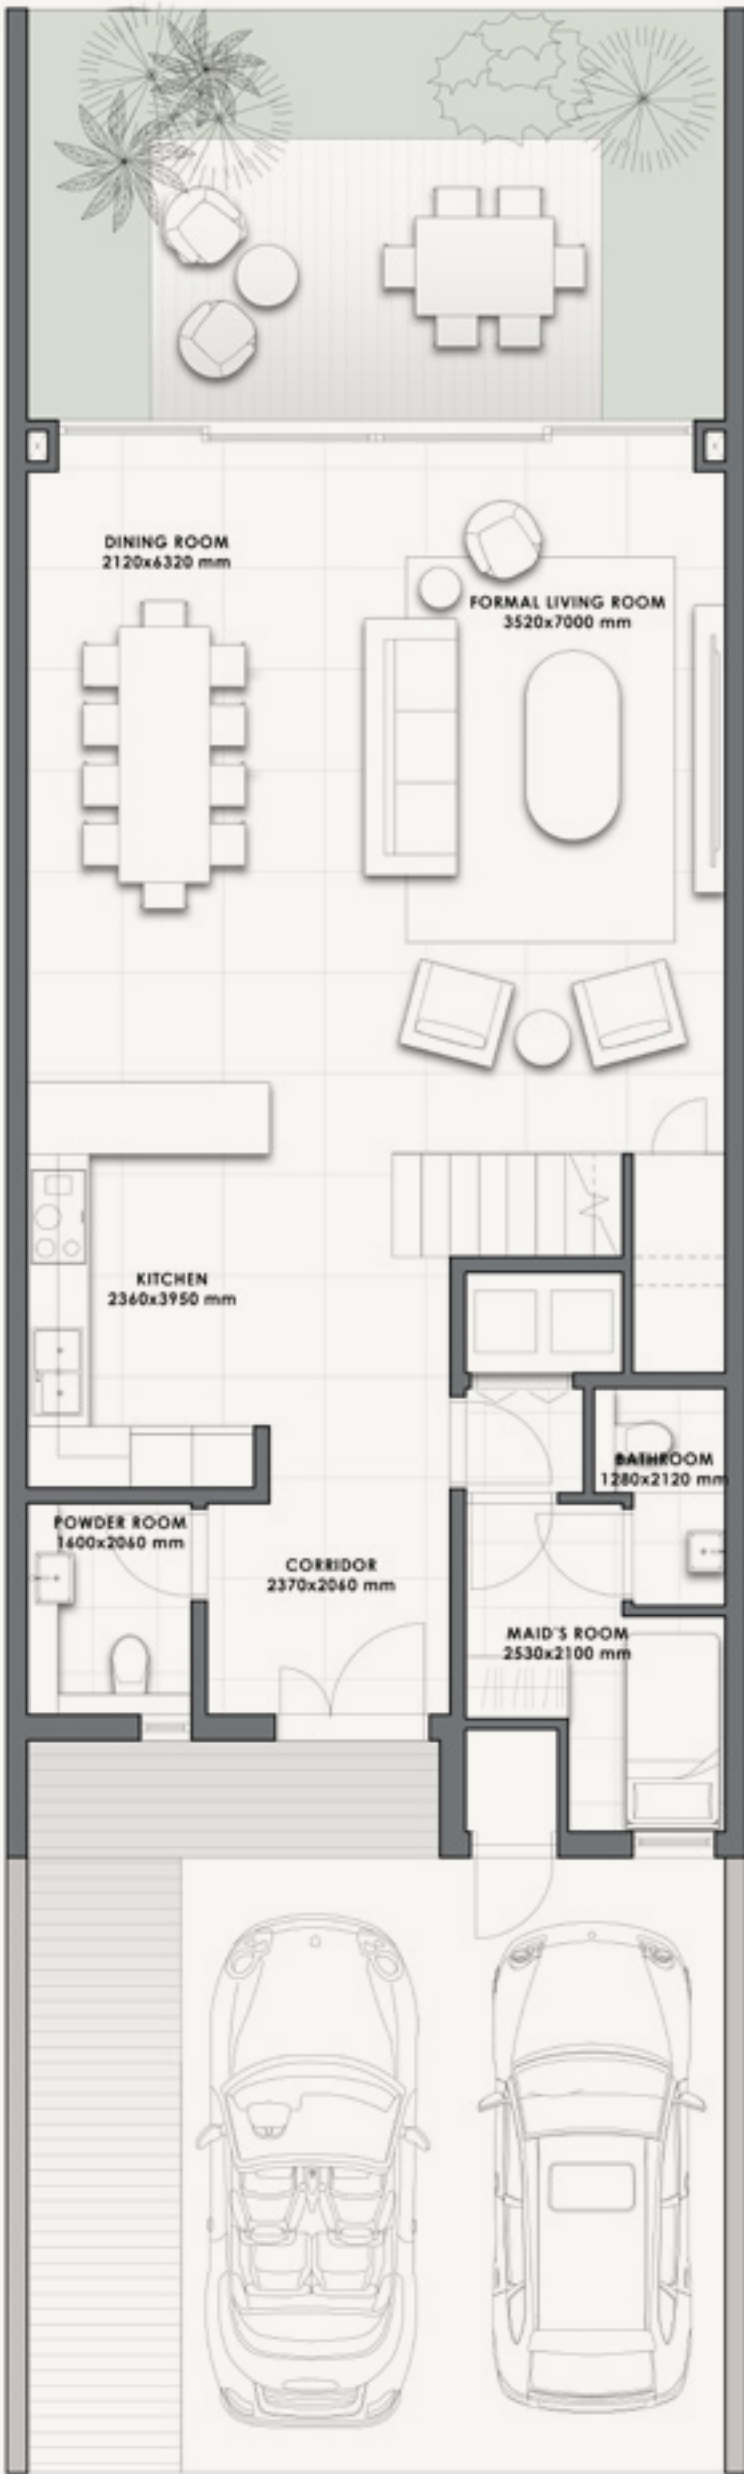 DINING ROOM
2120x6320 mm
FORMAL LIVING ROOM
3520x7000 mm
KITCHEN
2360x3950 mm
BATHROOM
1280x2120 mm
POWDER ROOM
1600x2060 mm
CORRIDOR
2370x2060 mm
MAID'S ROOM
2530x2100 mm